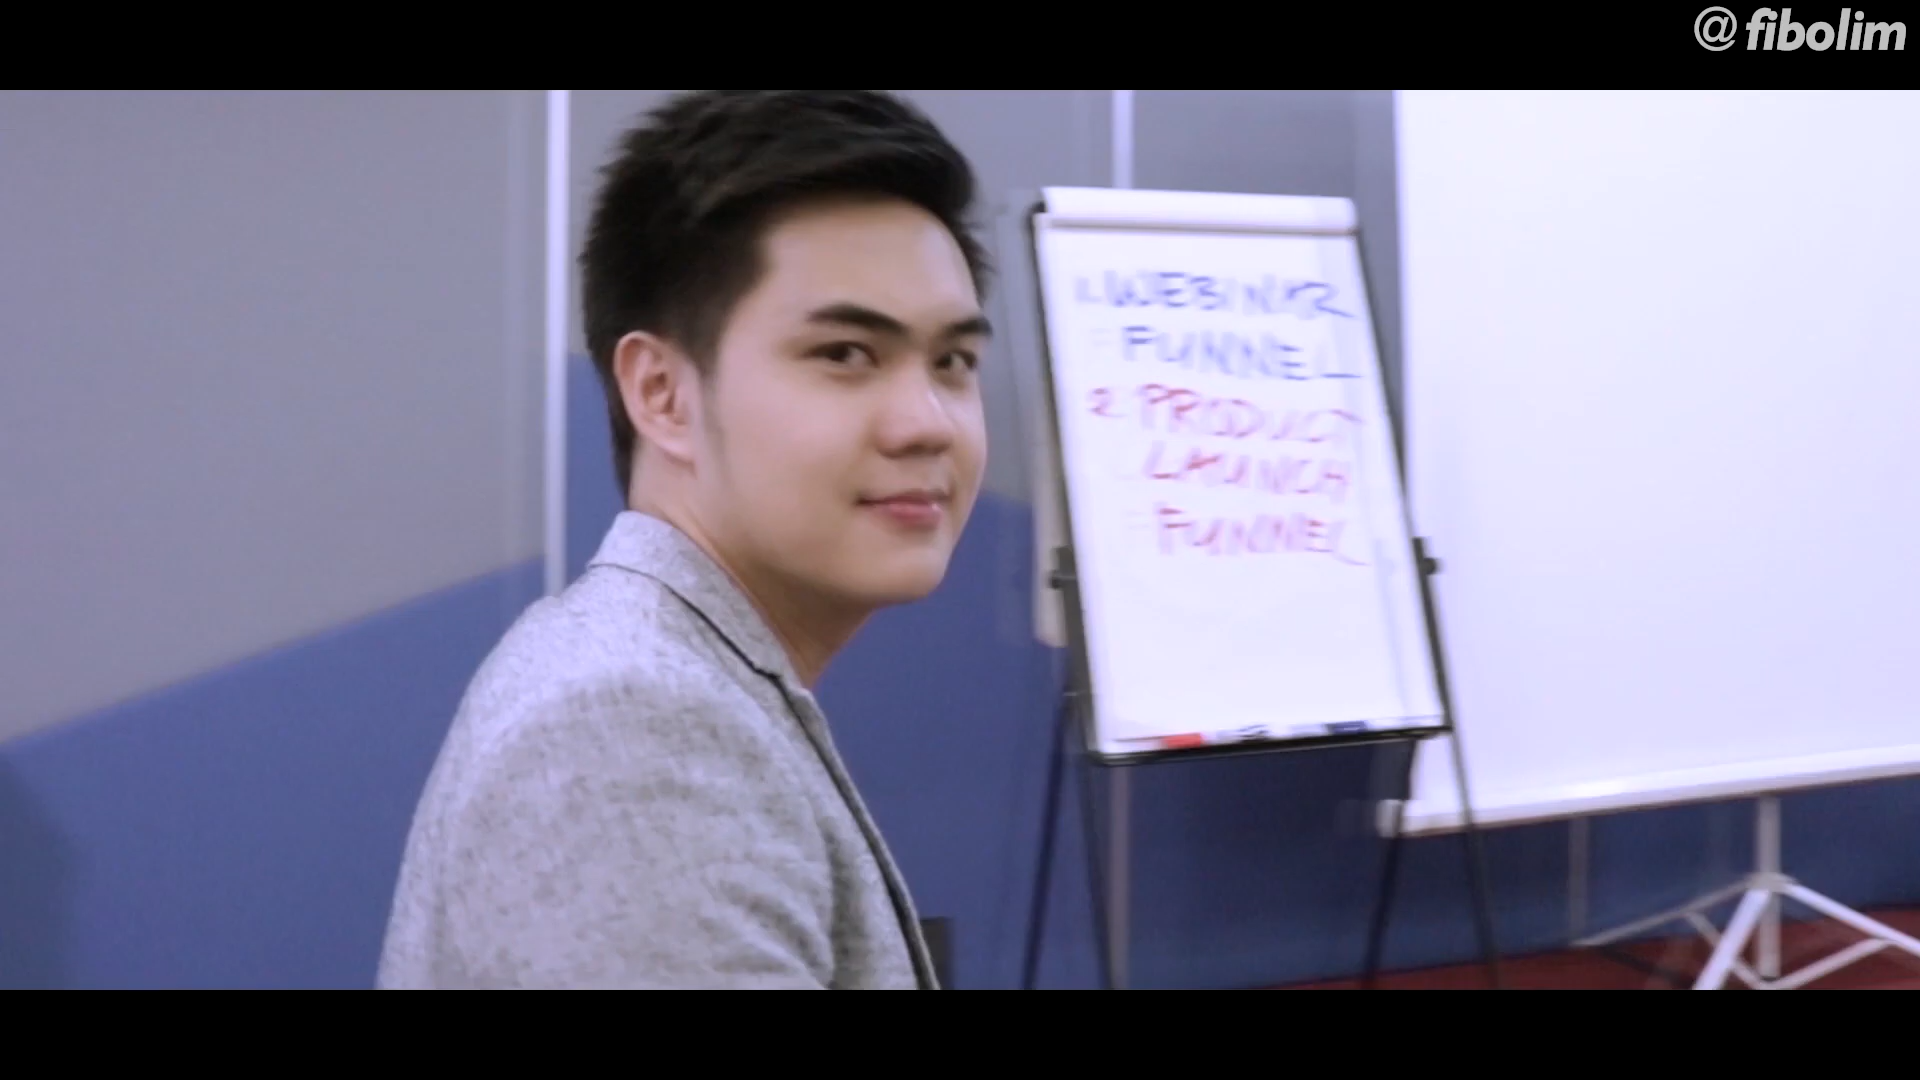 @fibolim
1. WEBINAR
FUNNEL
2 PRODUCT
LAUNCH
FUNNEL